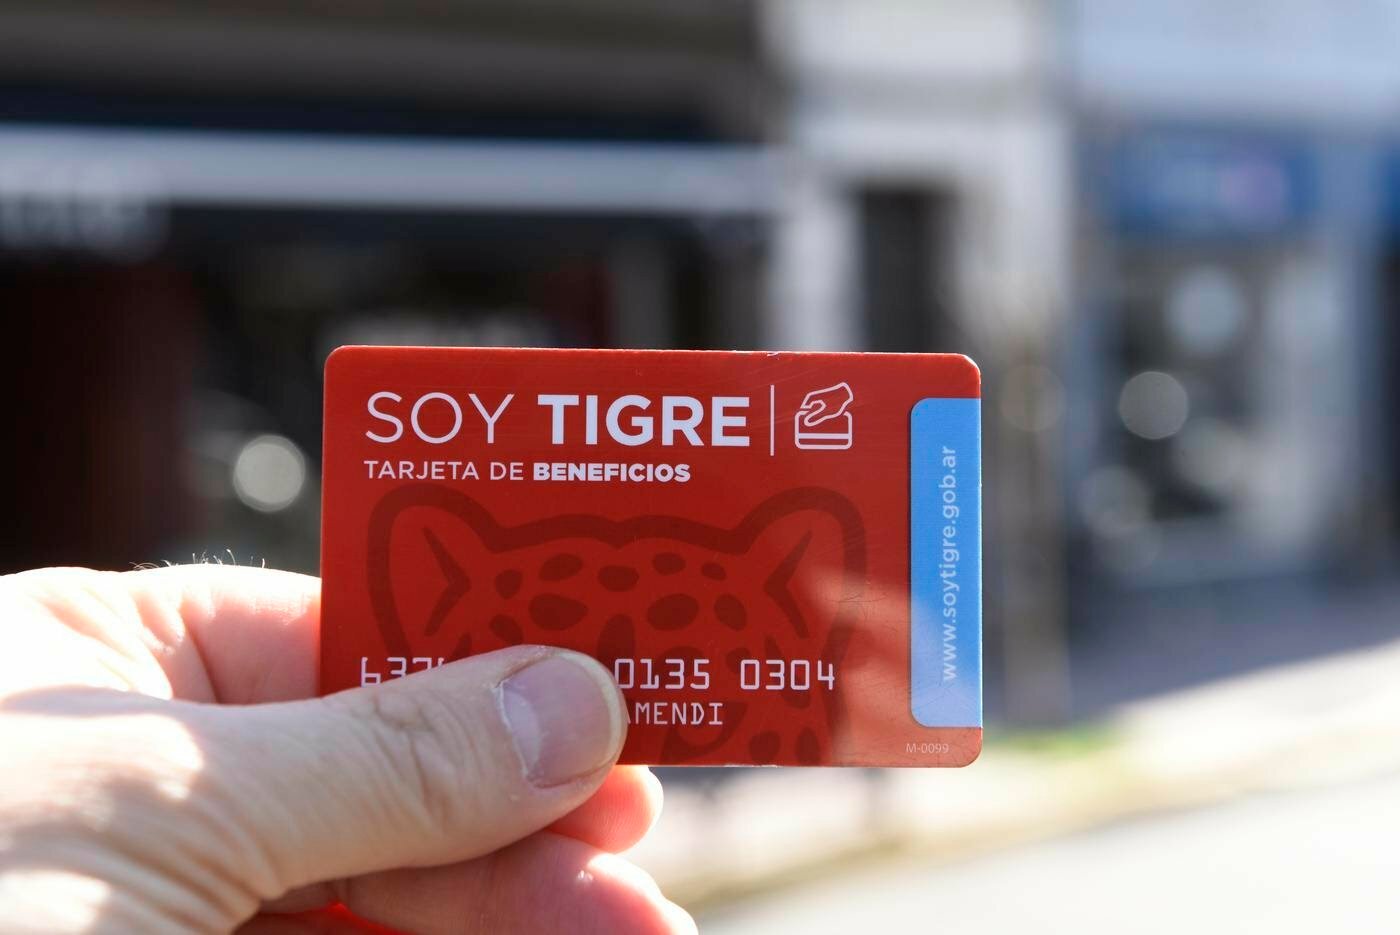 SOY TIGRE
TARJETA DE BENEFICIOS
www.soytigre.gob.ar
0135 0304
AMENDI
M-0099